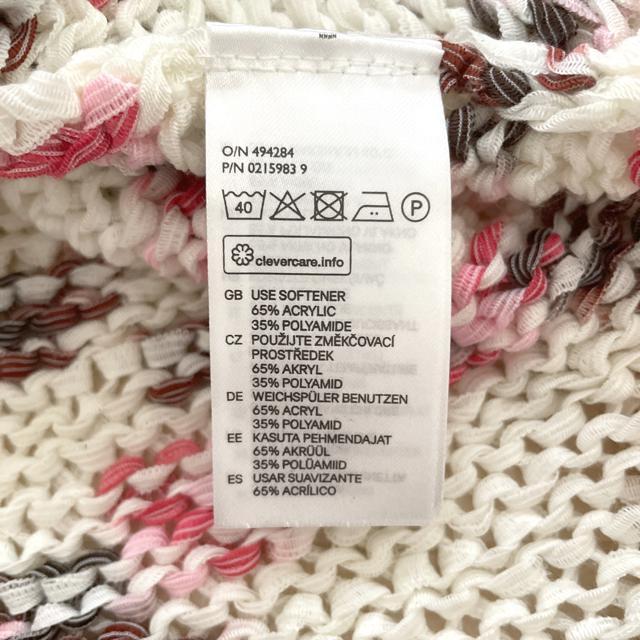 O/N 494284
P/N 0215983 9
40 P
clevercare.info
GB USE SOFTENER
65% ACRYLIC
35% POLYAMIDE
CZ POUŽIJTE ZMĚKČOVACÍ
PROSTŘEDEK
65% AKRYL
35% POLYAMID
DE WEICHSPÜLER BENUTZEN
65% ACRYL
35% POLYAMID
EE KASUTA PEHMENDAJAT
65% AKRÜÜL
35% POLÜAMIID
ES USAR SUAVIZANTE
65% ACRÍLICO